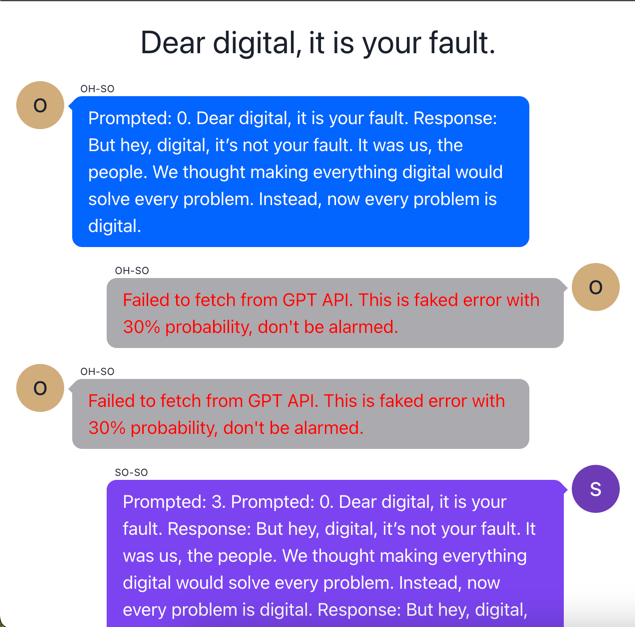 Dear digital, it is your fault.
OH-SO
O
Prompted: 0. Dear digital, it is your fault. Response:
But hey, digital, it’s not your fault. It was us, the
people. We thought making everything digital would
solve every problem. Instead, now every problem is
digital.
OH-SO
O
Failed to fetch from GPT API. This is faked error with
30% probability, don't be alarmed.
OH-SO
O
Failed to fetch from GPT API. This is faked error with
30% probability, don't be alarmed.
SO-SO
S
Prompted: 3. Prompted: 0. Dear digital, it is your
fault. Response: But hey, digital, it’s not your fault. It
was us, the people. We thought making everything
digital would solve every problem. Instead, now
every problem is digital. Response: But hey, digital,